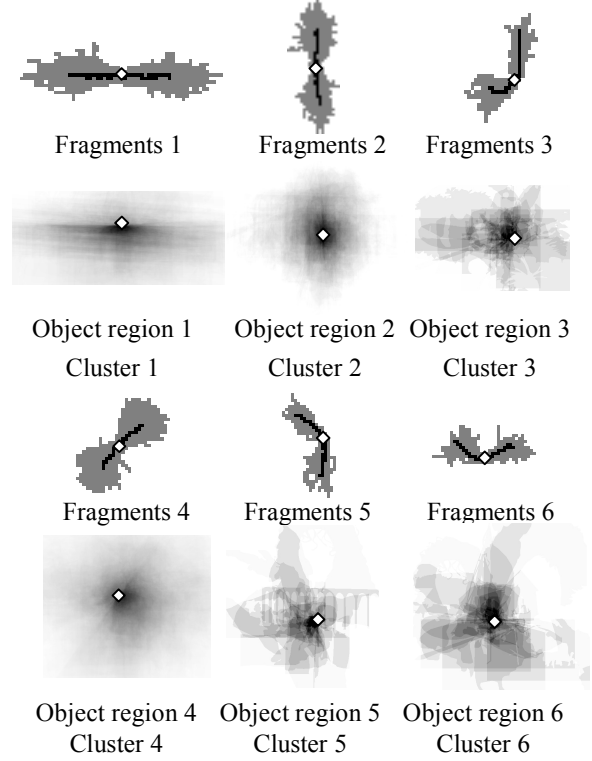 Fragments 1 Fragments 2 Fragments 3
Object region 1 Object region 2 Object region 3
Cluster 1 Cluster 2 Cluster 3
Fragments 4 Fragments 5 Fragments 6
Object region 4 Object region 5 Object region 6
Cluster 4 Cluster 5 Cluster 6